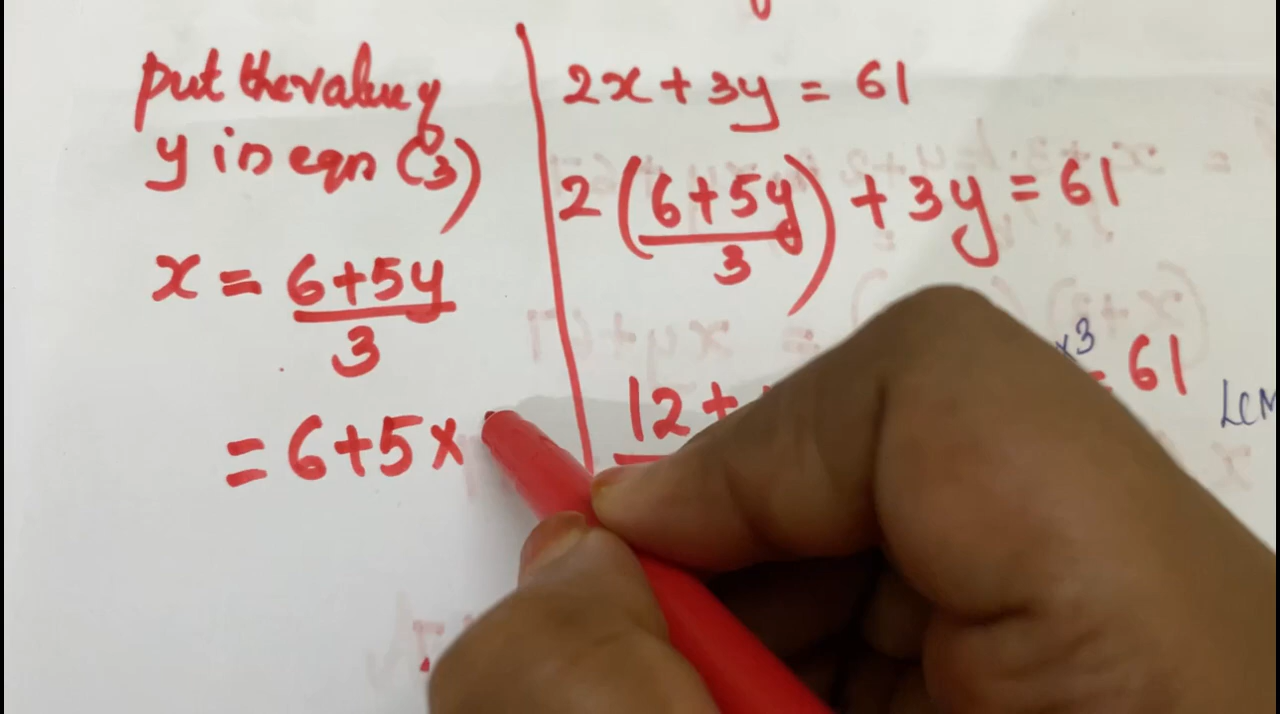 put the value y
y in eqn (3)
x = 6+5y
3
= 6+5×
2x + 3y = 61
2 (6+5y) + 3y = 61
3
12 +
×3
= 61
LCM